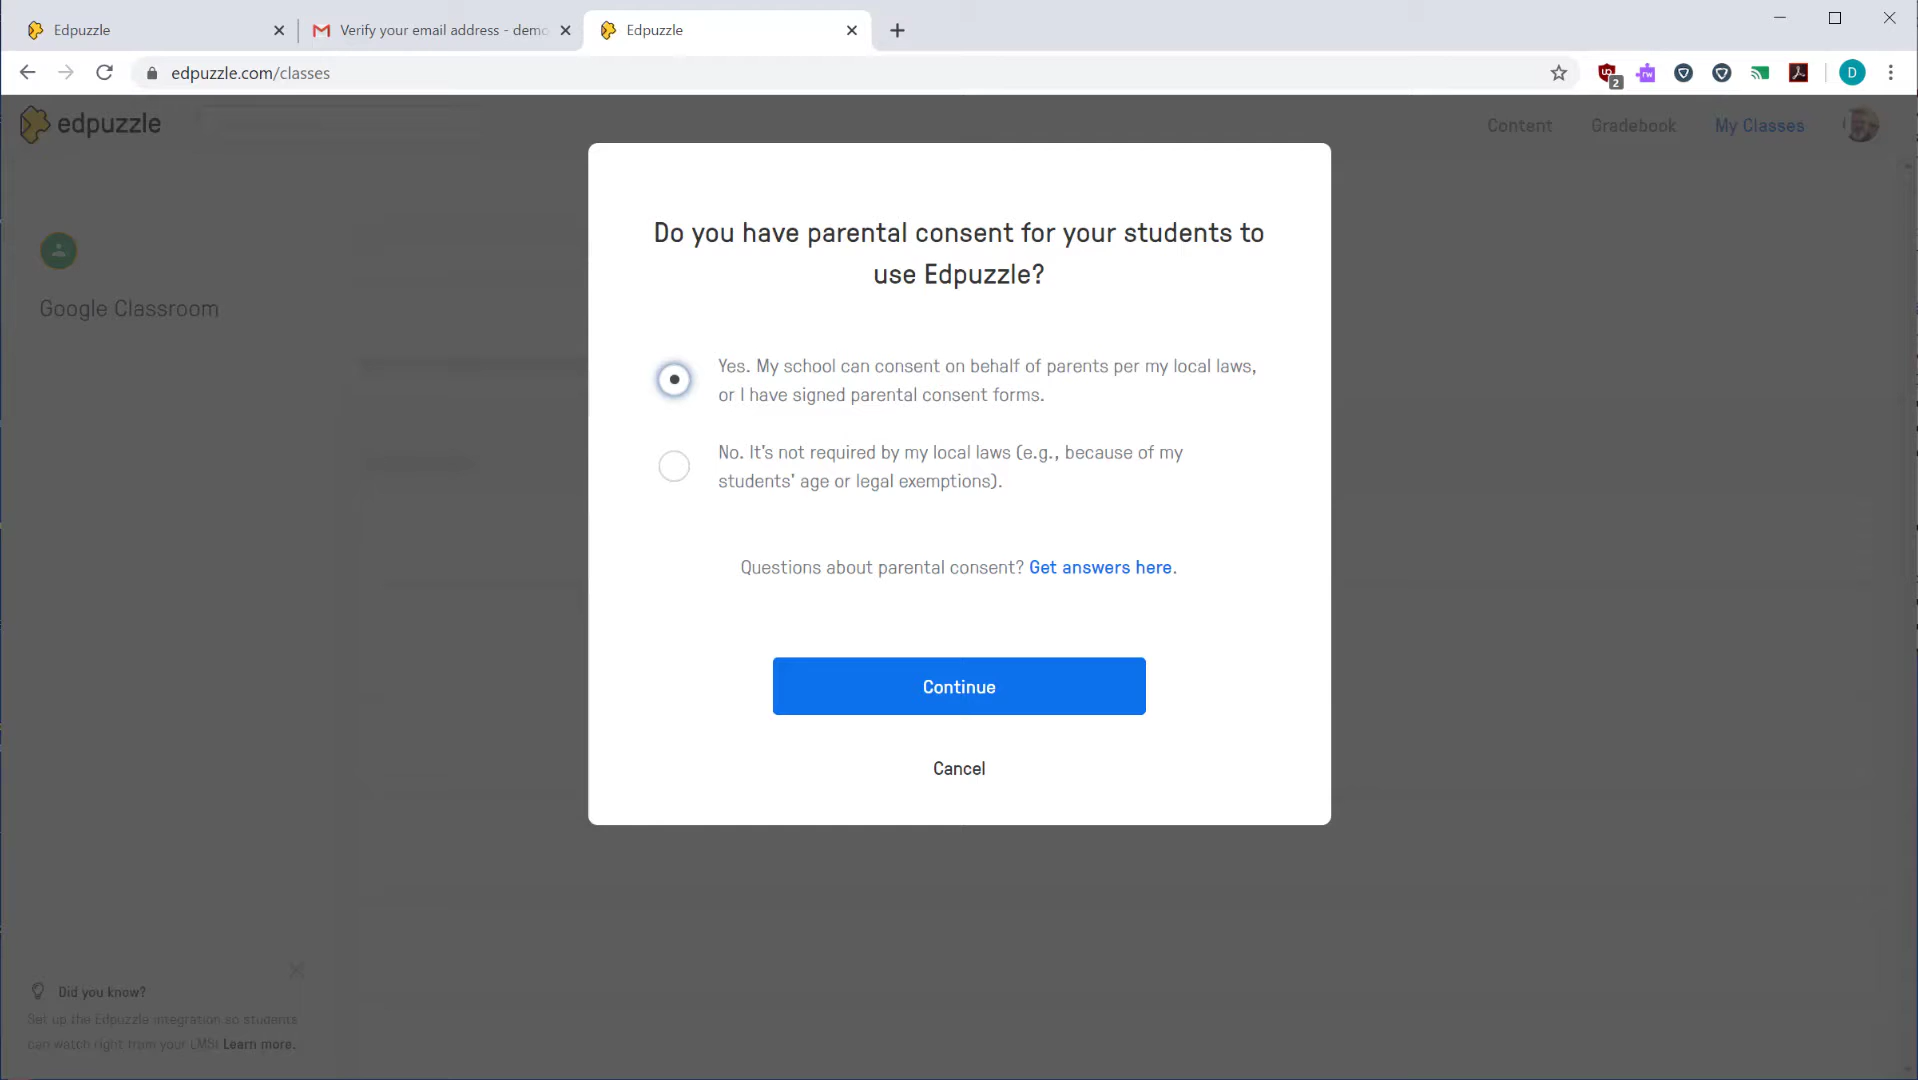 Edpuzzle
Verify your email address - demo
Edpuzzle
edpuzzle.com/classes
2
D
edpuzzle
Content
Gradebook
My Classes
Google Classroom
Do you have parental consent for your students to
use Edpuzzle?
Yes. My school can consent on behalf of parents per my local laws,
or I have signed parental consent forms.
No. It's not required by my local laws (e.g., because of my
students' age or legal exemptions).
Questions about parental consent? Get answers here.
Continue
Cancel
Did you know?
Set up the Edpuzzle integration so students
can watch right from your LMS! Learn more.